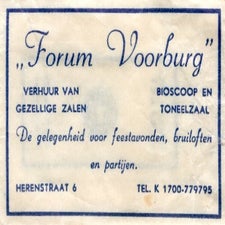 „Forum Voorburg”
VERHUUR VAN GEZELLIGE ZALEN
BIOSCOOP EN TONEELZAAL
De gelegenheid voor feestavonden, bruiloften
en partijen.
HERENSTRAAT 6 TEL. K 1700-779795